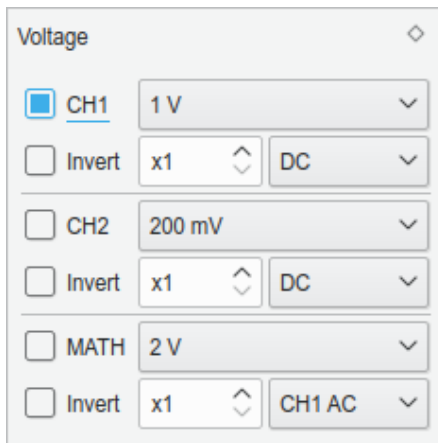 Voltage
CH1 1 V
Invert x1 DC
CH2 200 mV
Invert x1 DC
MATH 2 V
Invert x1 CH1 AC